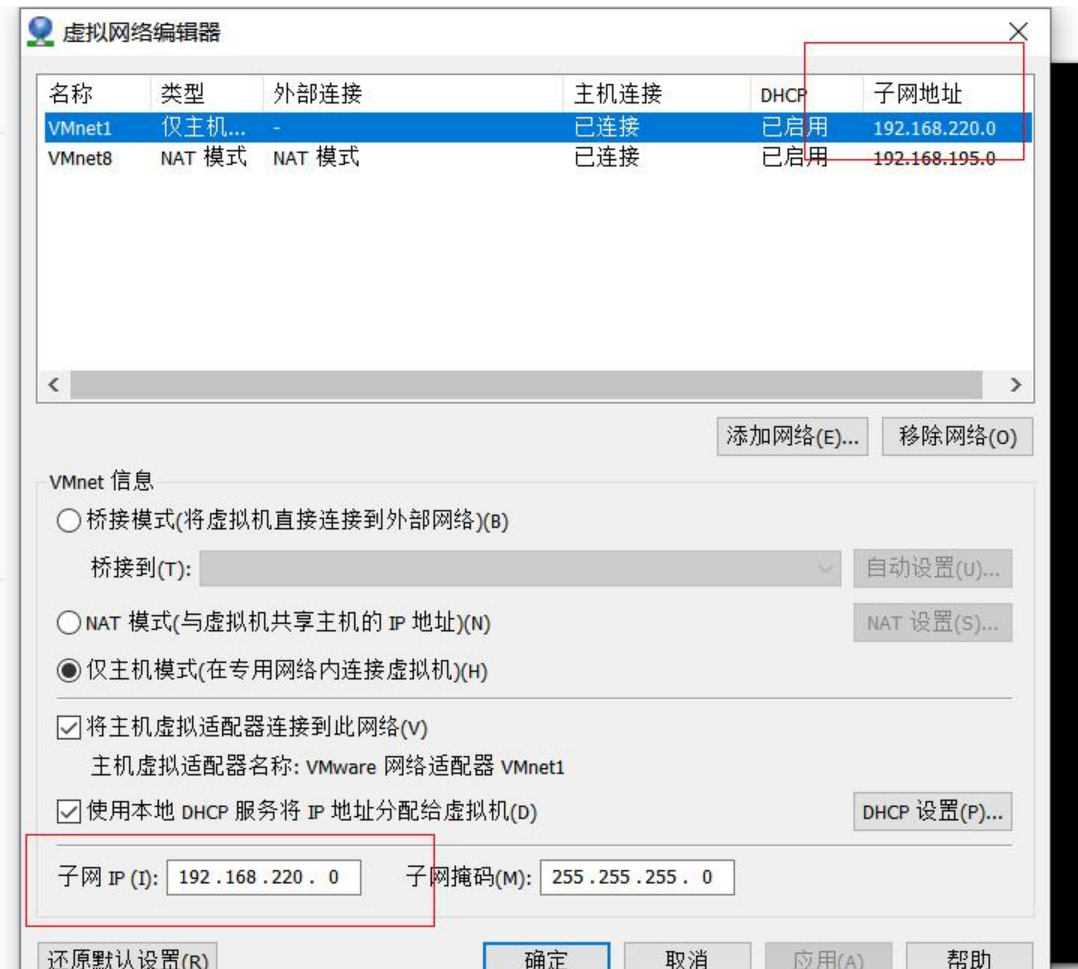 虚拟网络编辑器
名称 类型 外部连接 主机连接 DHCP 子网地址
VMnet1 仅主机... - 已连接 已启用 192.168.220.0
VMnet8 NAT 模式 NAT 模式 已连接 已启用 192.168.195.0
添加网络(E)... 移除网络(O)
VMnet 信息
桥接模式(将虚拟机直接连接到外部网络)(B)
桥接到(T): 自动设置(U)...
NAT 模式(与虚拟机共享主机的 IP 地址)(N) NAT 设置(S)...
仅主机模式(在专用网络内连接虚拟机)(H)
将主机虚拟适配器连接到此网络(V)
主机虚拟适配器名称: VMware 网络适配器 VMnet1
使用本地 DHCP 服务将 IP 地址分配给虚拟机(D) DHCP 设置(P)...
子网 IP (I): 192.168.220. 0 子网掩码(M): 255.255.255. 0
还原默认设置(R) 确定 取消 应用(A) 帮助